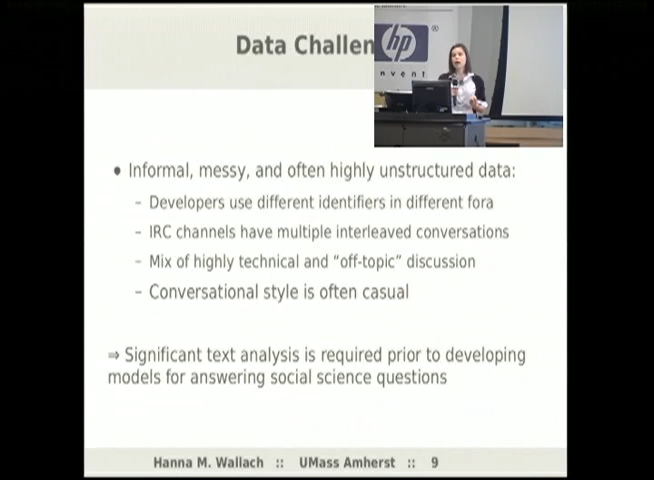 Data Challen
hp
®
invent
• Informal, messy, and often highly unstructured data:
– Developers use different identifiers in different fora
– IRC channels have multiple interleaved conversations
– Mix of highly technical and “off-topic” discussion
– Conversational style is often casual
⇒ Significant text analysis is required prior to developing
models for answering social science questions
Hanna M. Wallach :: UMass Amherst :: 9